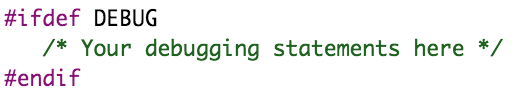 #ifdef DEBUG
   /* Your debugging statements here */
#endif